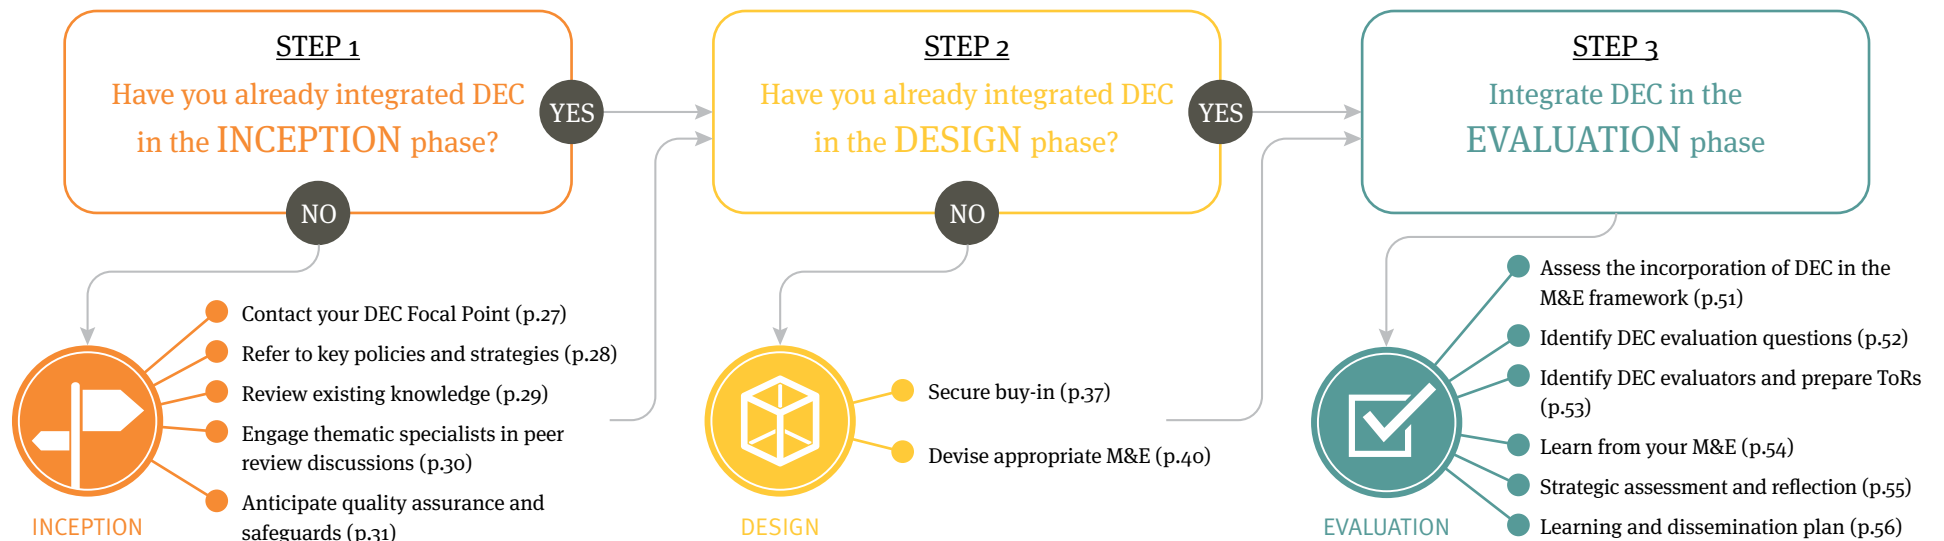 STEP 1
Have you already integrated DEC
in the INCEPTION phase?
YES
NO
Contact your DEC Focal Point (p.27)
Refer to key policies and strategies (p.28)
Review existing knowledge (p.29)
Engage thematic specialists in peer
review discussions (p.30)
Anticipate quality assurance and
safeguards (p.31)
INCEPTION
STEP 2
Have you already integrated DEC
in the DESIGN phase?
YES
NO
Secure buy-in (p.37)
Devise appropriate M&E (p.40)
DESIGN
STEP 3
Integrate DEC in the
EVALUATION phase
Assess the incorporation of DEC in the
M&E framework (p.51)
Identify DEC evaluation questions (p.52)
Identify DEC evaluators and prepare ToRs
(p.53)
Learn from your M&E (p.54)
Strategic assessment and reflection (p.55)
Learning and dissemination plan (p.56)
EVALUATION